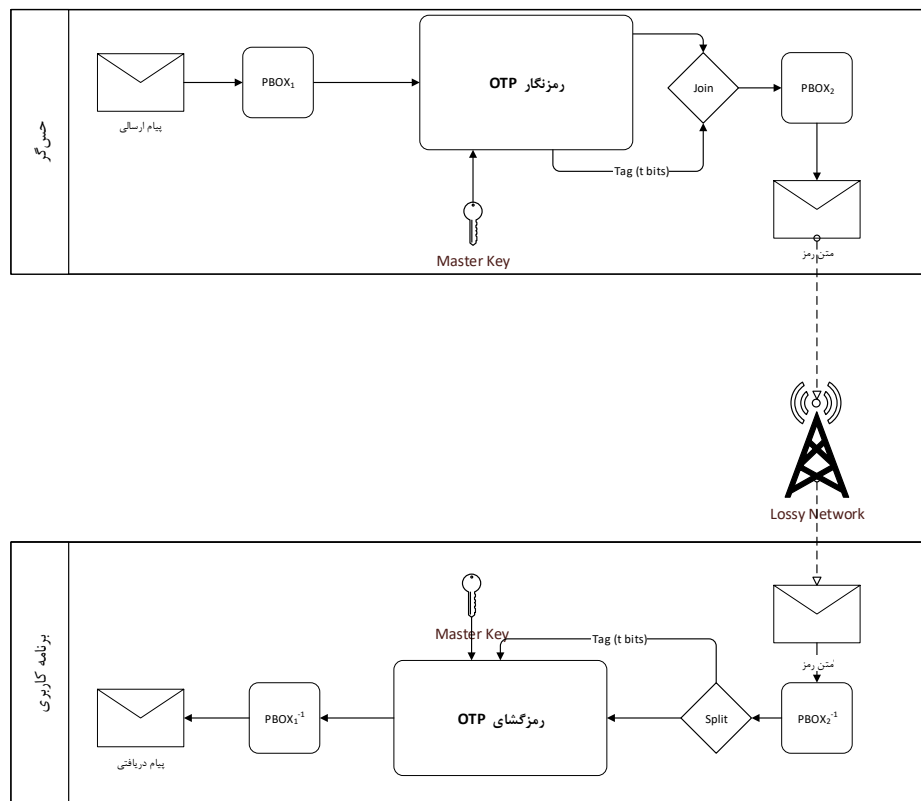 حس‌گر
پیام ارسالی
PBOX1
رمزنگار OTP
Master Key
Tag (t bits)
Join
PBOX2
متن رمز
Lossy Network
برنامه کاربری
متن رمز
PBOX2-1
Split
Tag (t bits)
Master Key
رمزگشای OTP
PBOX1-1
پیام دریافتی